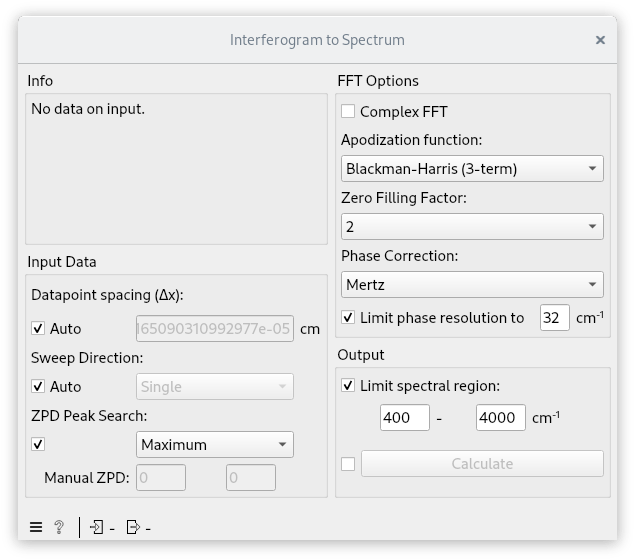 Interferogram to Spectrum ×
Info
No data on input.
Input Data
Datapoint spacing (Δx):
Auto 165090310992977e-05 cm
Sweep Direction:
Auto Single
ZPD Peak Search:
Maximum
Manual ZPD: 0 0
FFT Options
Complex FFT
Apodization function:
Blackman-Harris (3-term)
Zero Filling Factor:
2
Phase Correction:
Mertz
Limit phase resolution to 32 cm⁻¹
Output
Limit spectral region:
400 - 4000 cm⁻¹
Calculate
? - -